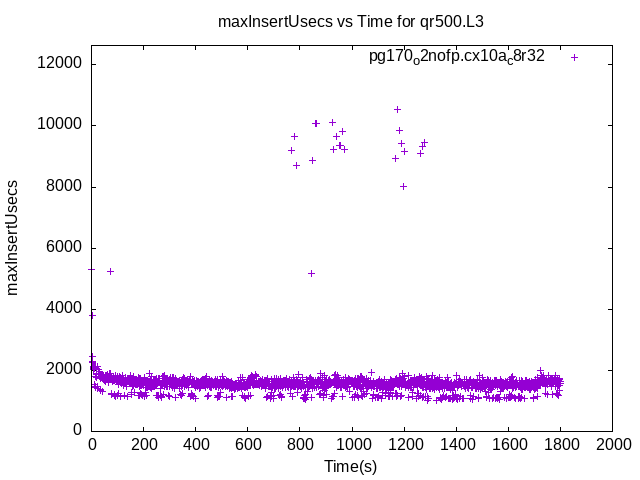 maxInsertUsecs vs Time for qr500.L3
pg170o2nofp.cx10ac8r32
12000
10000
8000
6000
4000
2000
0
maxInsertUsecs
0 200 400 600 800 1000 1200 1400 1600 1800 2000
Time(s)